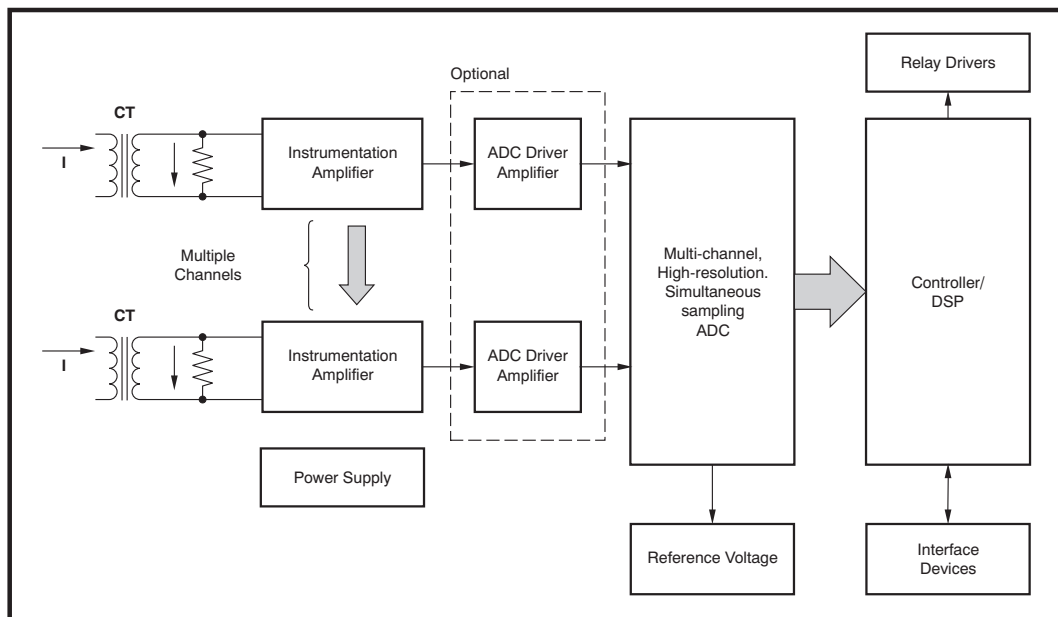 Relay Drivers
Optional
CT
I
Instrumentation
Amplifier
ADC Driver
Amplifier
Multiple
Channels
Multi-channel,
High-resolution.
Simultaneous
sampling
ADC
Controller/
DSP
CT
I
Instrumentation
Amplifier
ADC Driver
Amplifier
Power Supply
Reference Voltage
Interface
Devices